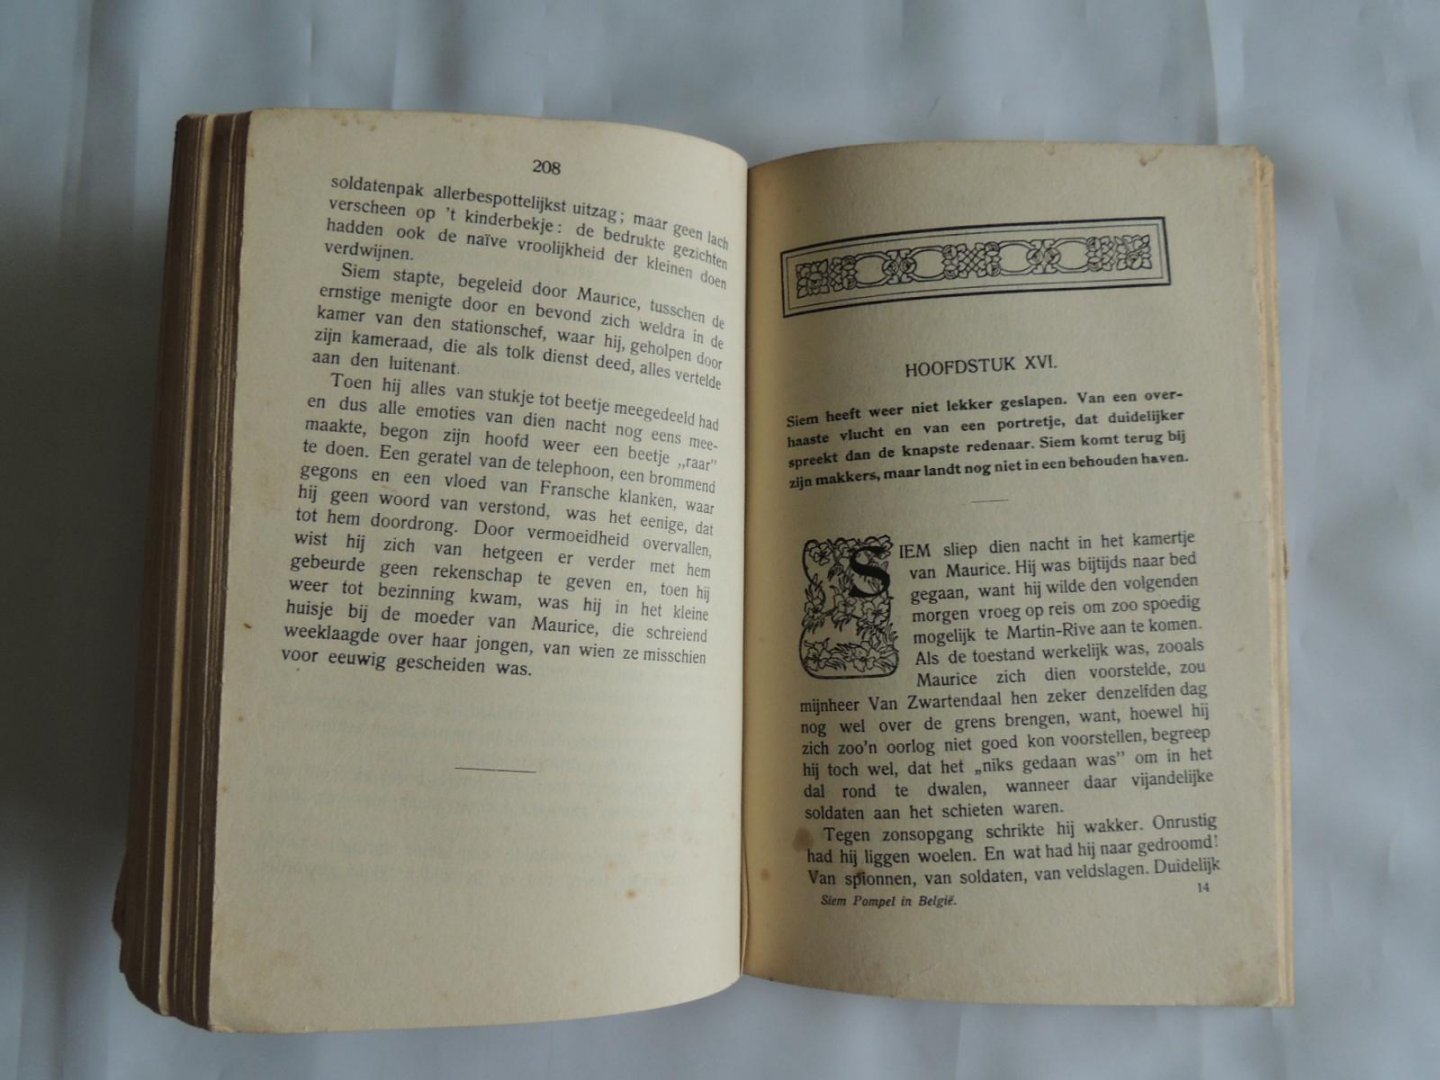 208
soldatenpak allerbespottelijkst uitzag; maar geen lach
verscheen op 't kinderbekje: de bedrukte gezichten
hadden ook de naïve vroolijkheid der kleinen doen
verdwijnen.
Siem stapte, begeleid door Maurice, tusschen de
ernstige menigte door en bevond zich weldra in de
kamer van den stationschef, waar hij, geholpen door
zijn kameraad, die als tolk dienst deed, alles vertelde
aan den luitenant.
Toen hij alles van stukje tot beetje meegedeeld had
en dus alle emoties van dien nacht nog eens mee-
maakte, begon zijn hoofd weer een beetje „raar”
te doen. Een geratel van de telephoon, een brommend
gegons en een vloed van Fransche klanken, waar
hij geen woord van verstond, was het eenige, dat
tot hem doordrong. Door vermoeidheid overvallen,
wist hij zich van hetgeen er verder met hem
gebeurde geen rekenschap te geven en, toen hij
weer tot bezinning kwam, was hij in het kleine
huisje bij de moeder van Maurice, die schreiend
weeklaagde over haar jongen, van wien ze misschien
voor eeuwig gescheiden was.
HOOFDSTUK XVI.
Siem heeft weer niet lekker geslapen. Van een over-
haaste vlucht en van een portretje, dat duidelijker
spreekt dan de knapste redenaar. Siem komt terug bij
zijn makkers, maar landt nog niet in een behouden haven.
SIEM sliep dien nacht in het kamertje
van Maurice. Hij was bijtijds naar bed
gegaan, want hij wilde den volgenden
morgen vroeg op reis om zoo spoedig
mogelijk te Martin-Rive aan te komen.
Als de toestand werkelijk was, zooals
Maurice zich dien voorstelde, zou
mijnheer Van Zwartendaal hen zeker denzelfden dag
nog wel over de grens brengen, want, hoewel hij
zich zoo'n oorlog niet goed kon voorstellen, begreep
hij toch wel, dat het „niks gedaan was” om in het
dal rond te dwalen, wanneer daar vijandelijke
soldaten aan het schieten waren.
Tegen zonsopgang schrikte hij wakker. Onrustig
had hij liggen woelen. En wat had hij naar gedroomd!
Van spionnen, van soldaten, van veldslagen. Duidelijk
Siem Pompel in België.
14